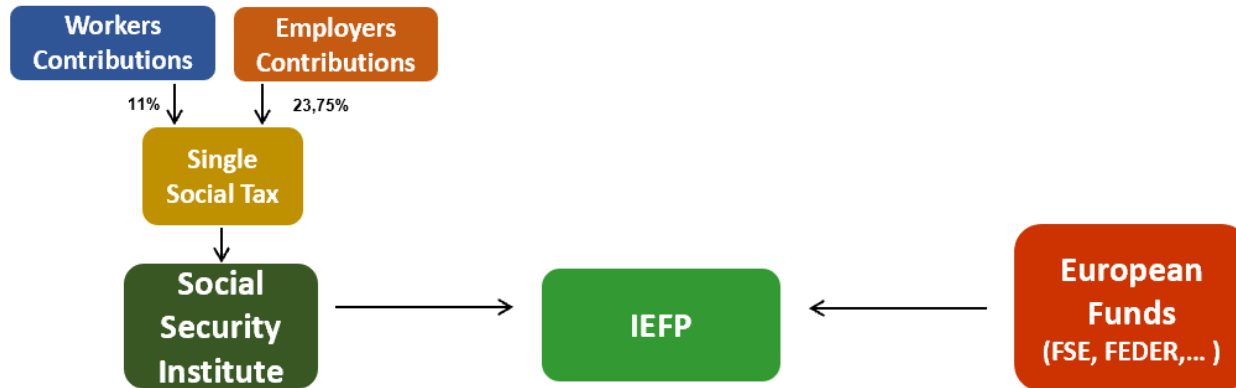 Workers
Contributions
Employers
Contributions
11%
23,75%
Single
Social Tax
Social
Security
Institute
IEFP
European
Funds
(FSE, FEDER,... )